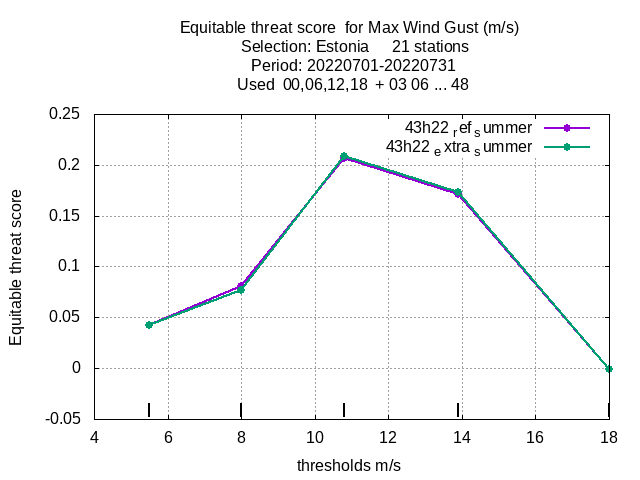 Equitable threat score  for Max Wind Gust (m/s)
Selection: Estonia     21 stations
Period: 20220701-20220731
Used  00,06,12,18  + 03 06 ... 48
43h22 ref summer
43h22 extra summer
Equitable threat score
0.25
0.2
0.15
0.1
0.05
0
-0.05
4 6 8 10 12 14 16 18
thresholds m/s